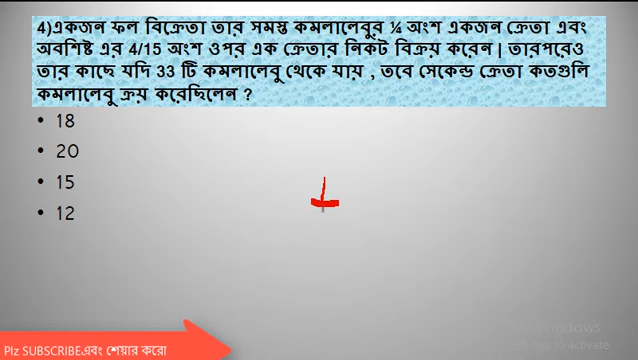 4)একজন ফল বিক্রেতা তার সমস্ত কমলালেবুর ¼ অংশ একজন ক্রেতা এবং
অবশিষ্ট এর 4/15 অংশ ওপর এক ক্রেতার নিকট বিক্রয় করেন | তারপরেও
তার কাছে যদি 33 টি কমলালেবু থেকে যায় , তবে সেকেন্ড ক্রেতা কতগুলি
কমলালেবু ক্রয় করেছিলেন ?
• 18
• 20
• 15
• 12
Plz SUBSCRIBEএবং শেয়ার করো